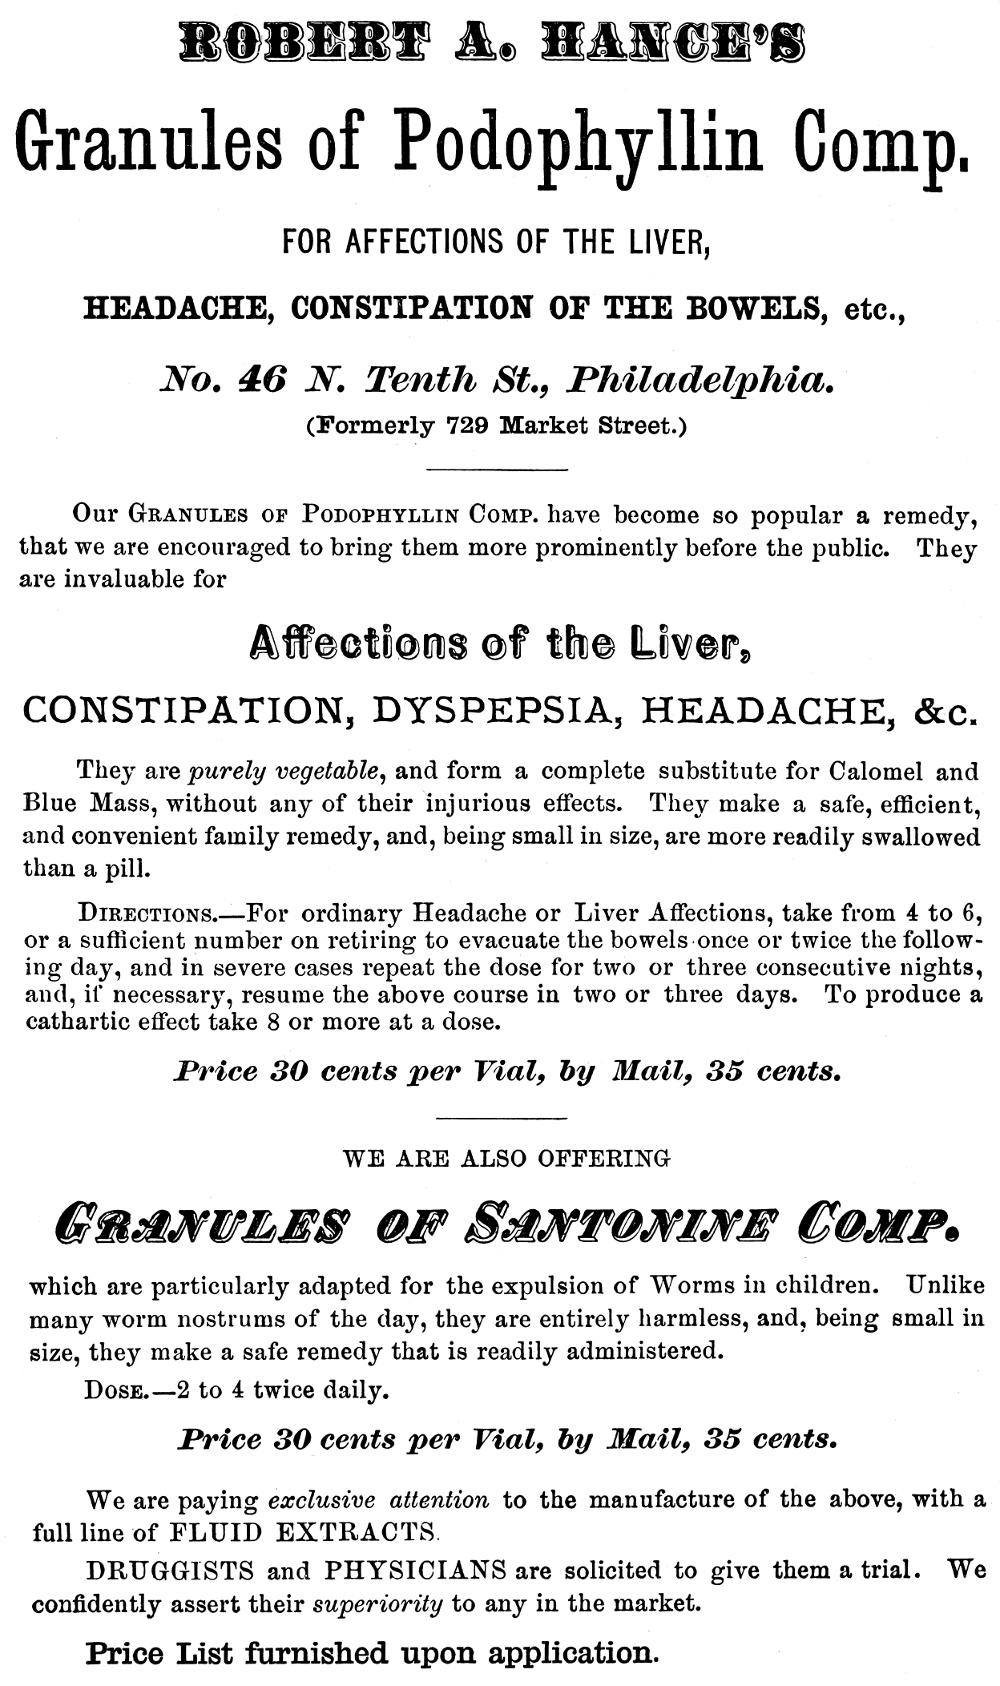 ROBERT A. HANCE'S
Granules of Podophyllin Comp.
FOR AFFECTIONS OF THE LIVER,
HEADACHE, CONSTIPATION OF THE BOWELS, etc.,
No. 46 N. Tenth St., Philadelphia.
(Formerly 729 Market Street.)
Our GRANULES OF PODOPHYLLIN COMP. have become so popular a remedy,
that we are encouraged to bring them more prominently before the public. They
are invaluable for
Affections of the Liver,
CONSTIPATION, DYSPEPSIA, HEADACHE, &c.
They are purely vegetable, and form a complete substitute for Calomel and
Blue Mass, without any of their injurious effects. They make a safe, efficient,
and convenient family remedy, and, being small in size, are more readily swallowed
than a pill.
DIRECTIONS.—For ordinary Headache or Liver Affections, take from 4 to 6,
or a sufficient number on retiring to evacuate the bowels once or twice the follow-
ing day, and in severe cases repeat the dose for two or three consecutive nights,
and, if necessary, resume the above course in two or three days. To produce a
cathartic effect take 8 or more at a dose.
Price 30 cents per Vial, by Mail, 35 cents.
WE ARE ALSO OFFERING
GRANULES OF SANTONINE COMP.
which are particularly adapted for the expulsion of Worms in children. Unlike
many worm nostrums of the day, they are entirely harmless, and, being small in
size, they make a safe remedy that is readily administered.
DOSE.—2 to 4 twice daily.
Price 30 cents per Vial, by Mail, 35 cents.
We are paying exclusive attention to the manufacture of the above, with a
full line of FLUID EXTRACTS.
DRUGGISTS and PHYSICIANS are solicited to give them a trial. We
confidently assert their superiority to any in the market.
Price List furnished upon application.